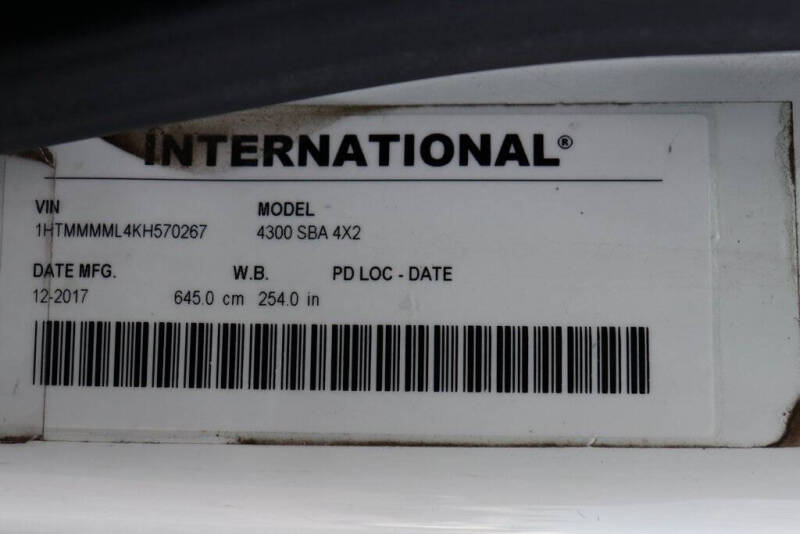 INTERNATIONAL®
VIN MODEL
1HTMMMML4KH570267 4300 SBA 4X2
DATE MFG. W.B. PD LOC - DATE
12-2017 645.0 cm 254.0 in